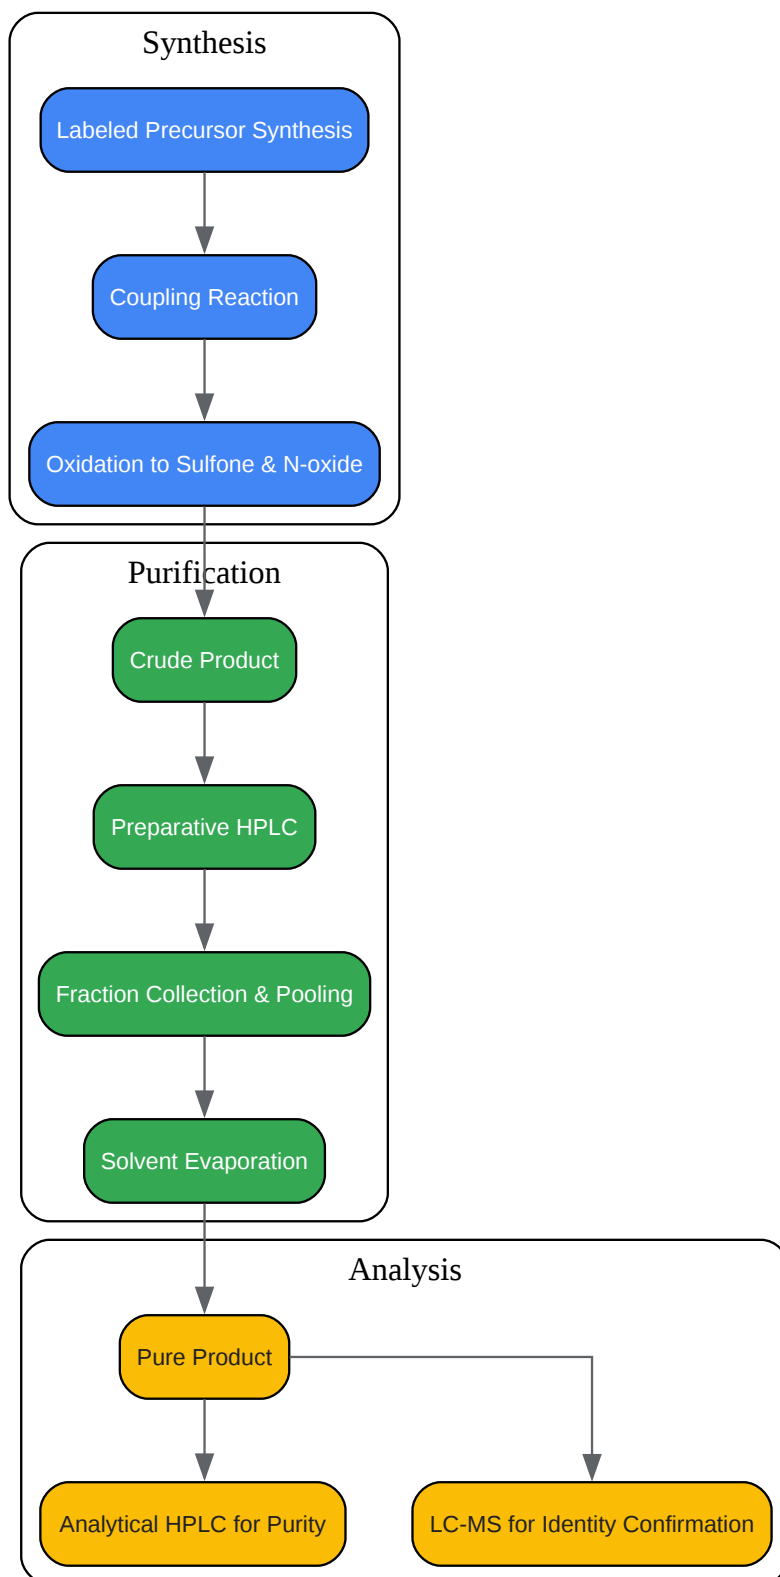 Synthesis
Labeled Precursor Synthesis
Coupling Reaction
Oxidation to Sulfone & N-oxide
Purification
Crude Product
Preparative HPLC
Fraction Collection & Pooling
Solvent Evaporation
Analysis
Pure Product
Analytical HPLC for Purity
LC-MS for Identity Confirmation